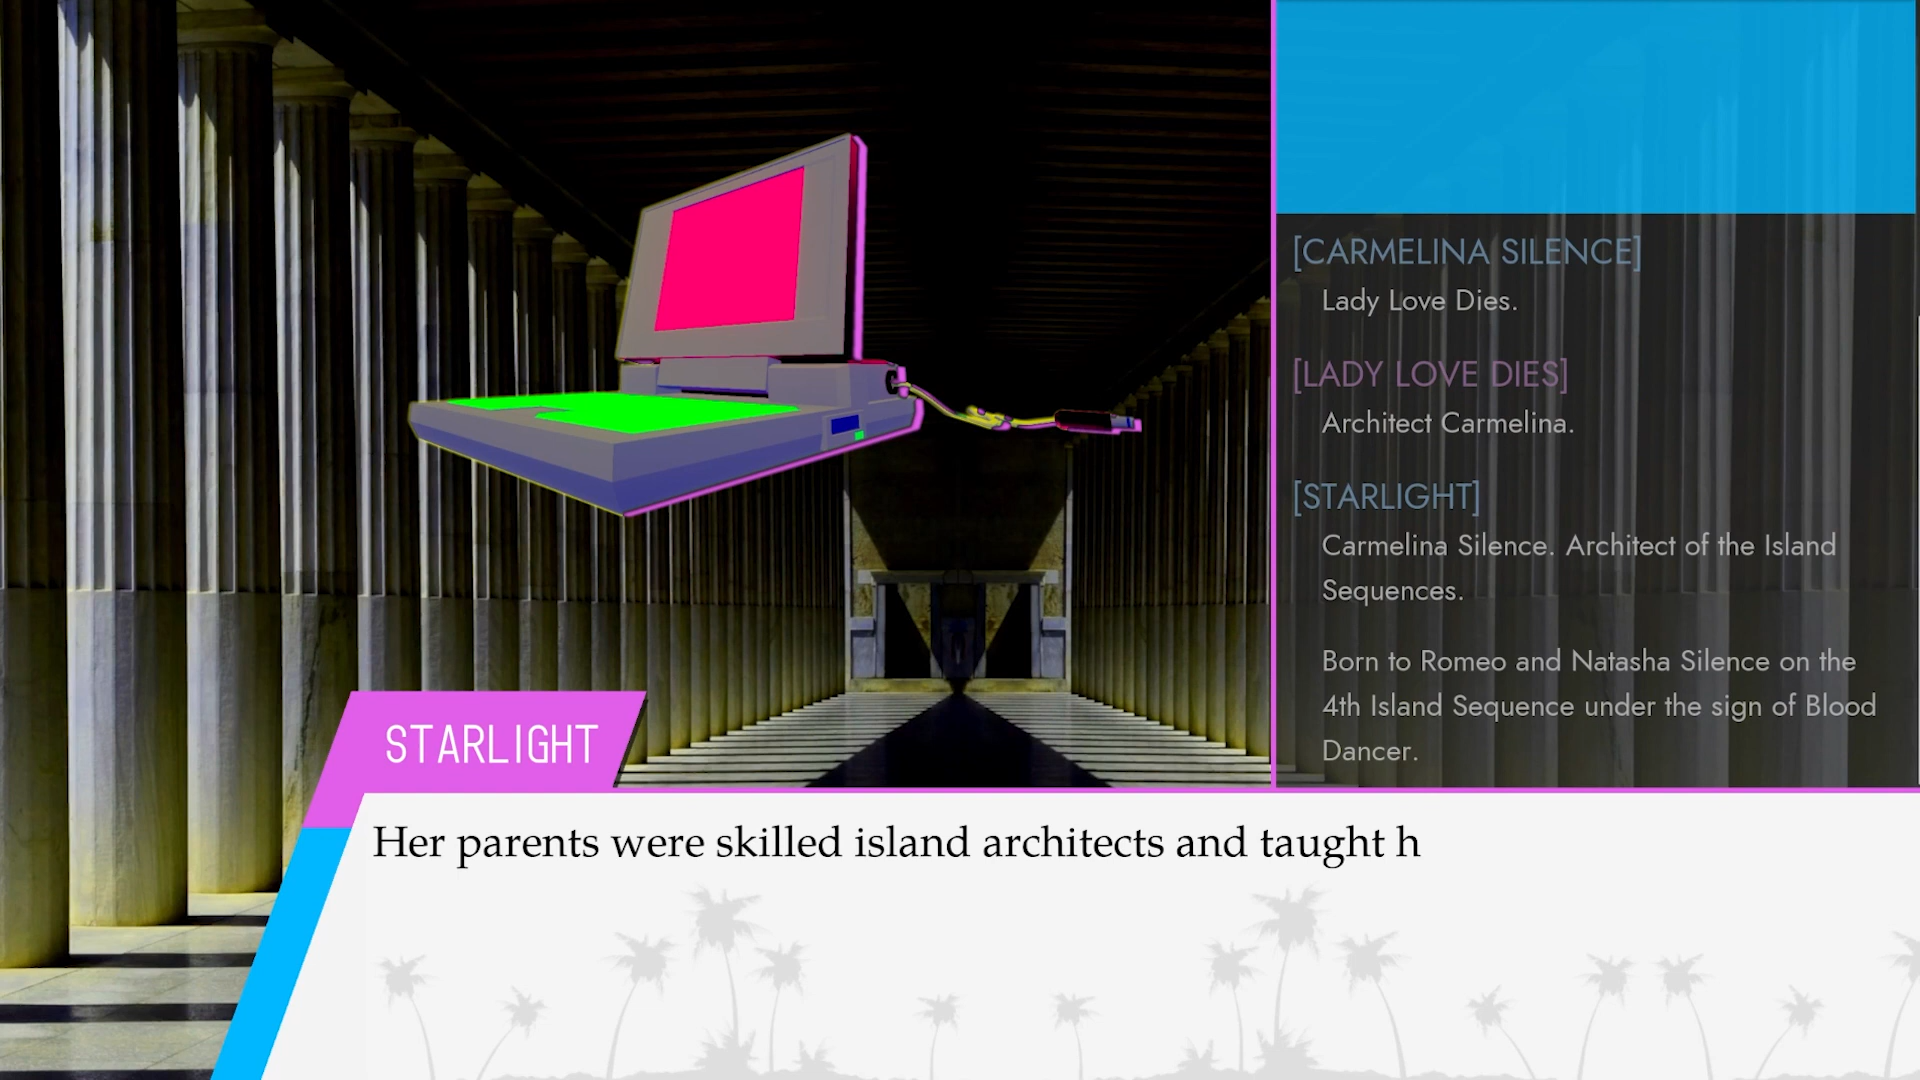 [CARMELINA SILENCE]
Lady Love Dies.
[LADY LOVE DIES]
Architect Carmelina.
[STARLIGHT]
Carmelina Silence. Architect of the Island
Sequences.
Born to Romeo and Natasha Silence on the
4th Island Sequence under the sign of Blood
Dancer.
STARLIGHT
Her parents were skilled island architects and taught h